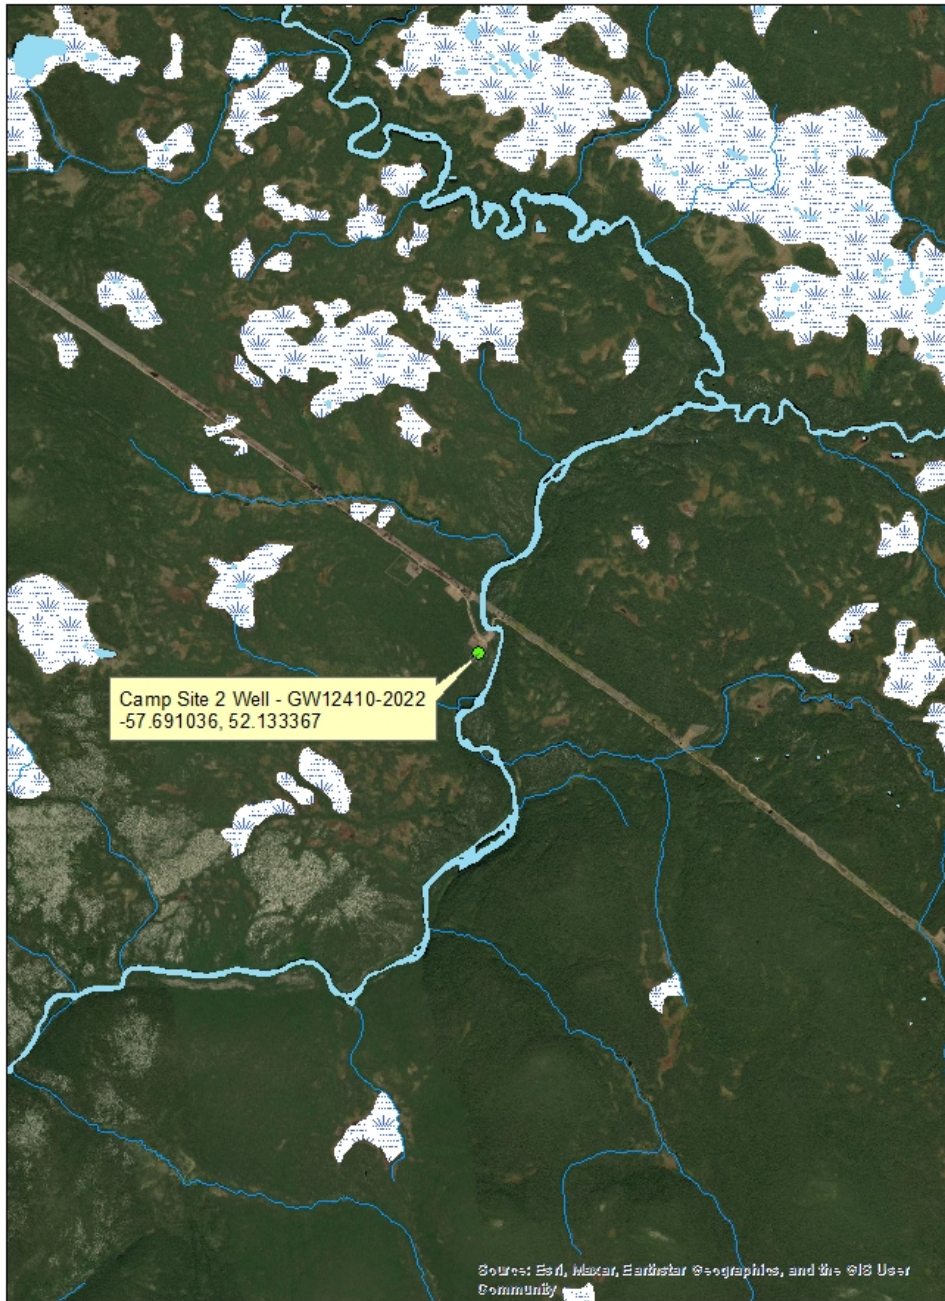 Camp Site 2 Well - GW12410-2022
-57.691036, 52.133367
Source: Esri, Maxar, Earthstar Geographics, and the GIS User
Community